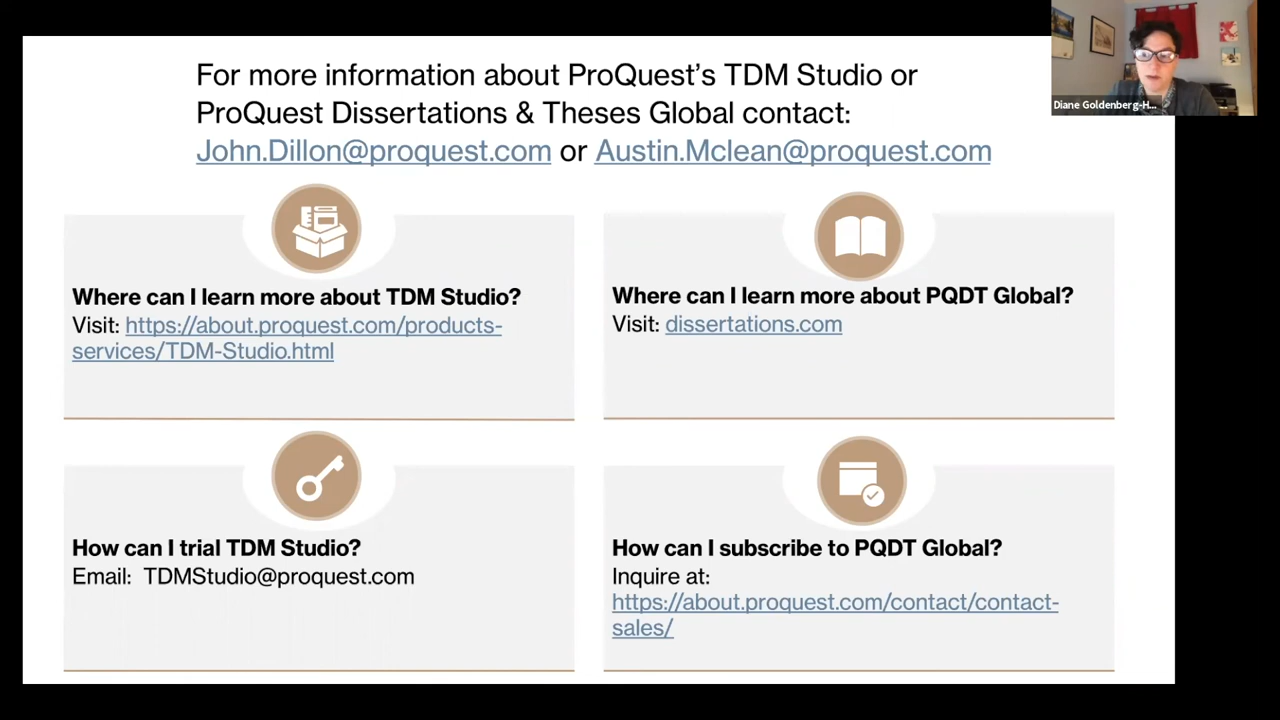 For more information about ProQuest's TDM Studio or
ProQuest Dissertations & Theses Global contact:
John.Dillon@proquest.com or Austin.Mclean@proquest.com
Diane Goldenberg-H...
Where can I learn more about TDM Studio?
Visit: https://about.proquest.com/products-
services/TDM-Studio.html
Where can I learn more about PQDT Global?
Visit: dissertations.com
How can I trial TDM Studio?
Email: TDMStudio@proquest.com
How can I subscribe to PQDT Global?
Inquire at:
https://about.proquest.com/contact/contact-
sales/